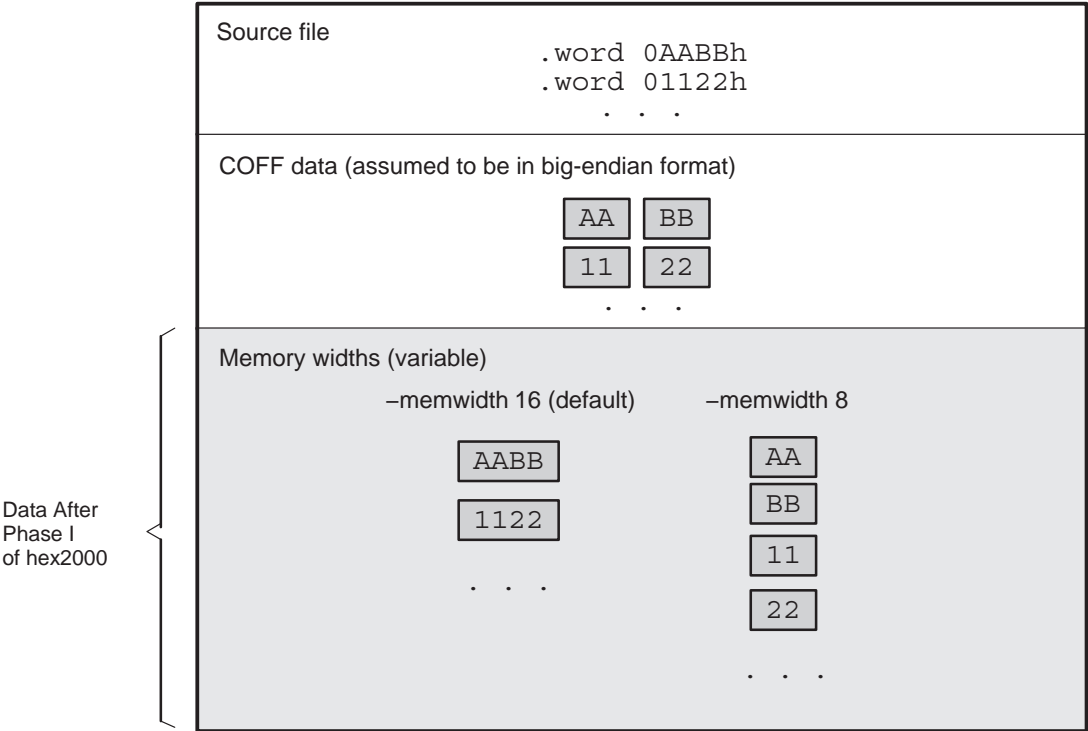 Source file
.word 0AABBh
.word 01122h
. . .
COFF data (assumed to be in big-endian format)
AA BB
11 22
. . .
Memory widths (variable)
–memwidth 16 (default) –memwidth 8
AABB
1122
. . .
AA
BB
11
22
. . .
Data After
Phase I
of hex2000